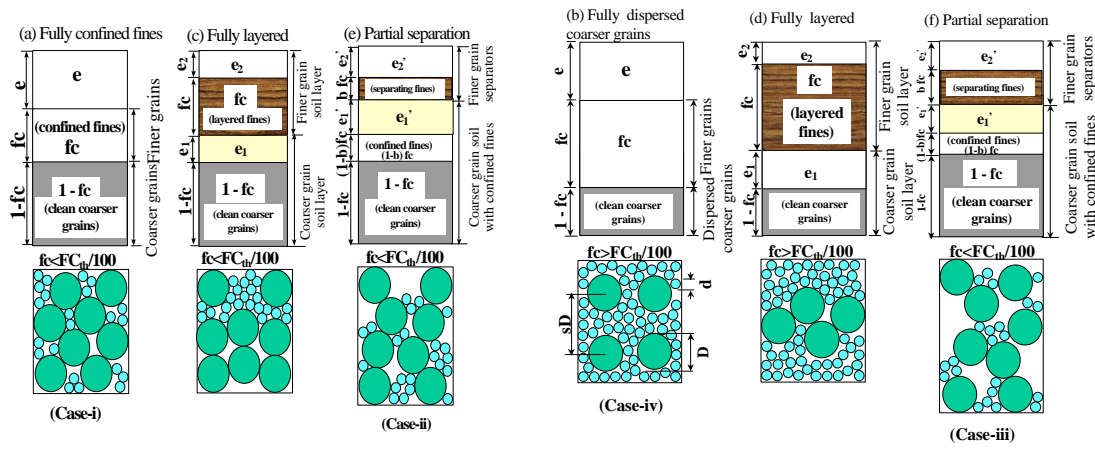 (a) Fully confined fines
e
e
fc
(confined fines)
fc
Finer grains
1-fc
1 - fc
(clean coarser
grains)
Coarser grains
fc<FCth/100
(Case-i)
(c) Fully layered
e2
e2
fc
fc
(layered fines)
Finer grain
soil layer
e1
e1
1-fc
1 - fc
(clean coarser
grains)
Coarser grain
soil layer
fc<FCth/100
(e) Partial separation
e2’
e2’
b fc
(separating fines)
Finer grain
separators
e1’
e1’
(1-b)fc
(confined fines)
(1-b) fc
1-fc
1 - fc
(clean coarser
grains)
Coarser grain soil
with confined fines
fc<FCth/100
(Case-ii)
(b) Fully dispersed
coarser grains
e
e
fc
fc
Finer grains
1 - fc
(clean coarser
grains)
Dispersed
coarser grains
fc>FCth/100
d
sD
D
(Case-iv)
(d) Fully layered
e2
e2
fc
fc
(layered
fines)
Finer grain
soil layer
e1
e1
1 - fc
1 - fc
(clean coarser
grains)
Coarser grain
soil layer
fc>FCth/100
(f) Partial separation
e2’
e2’
b fc
(separating fines)
Finer grain
separators
e1’
e1’
(1-b)fc
(confined fines)
(1-b) fc
1-fc
1 - fc
(clean coarser
grains)
Coarser grain soil
with confined fines
fc<FCth/100
(Case-iii)